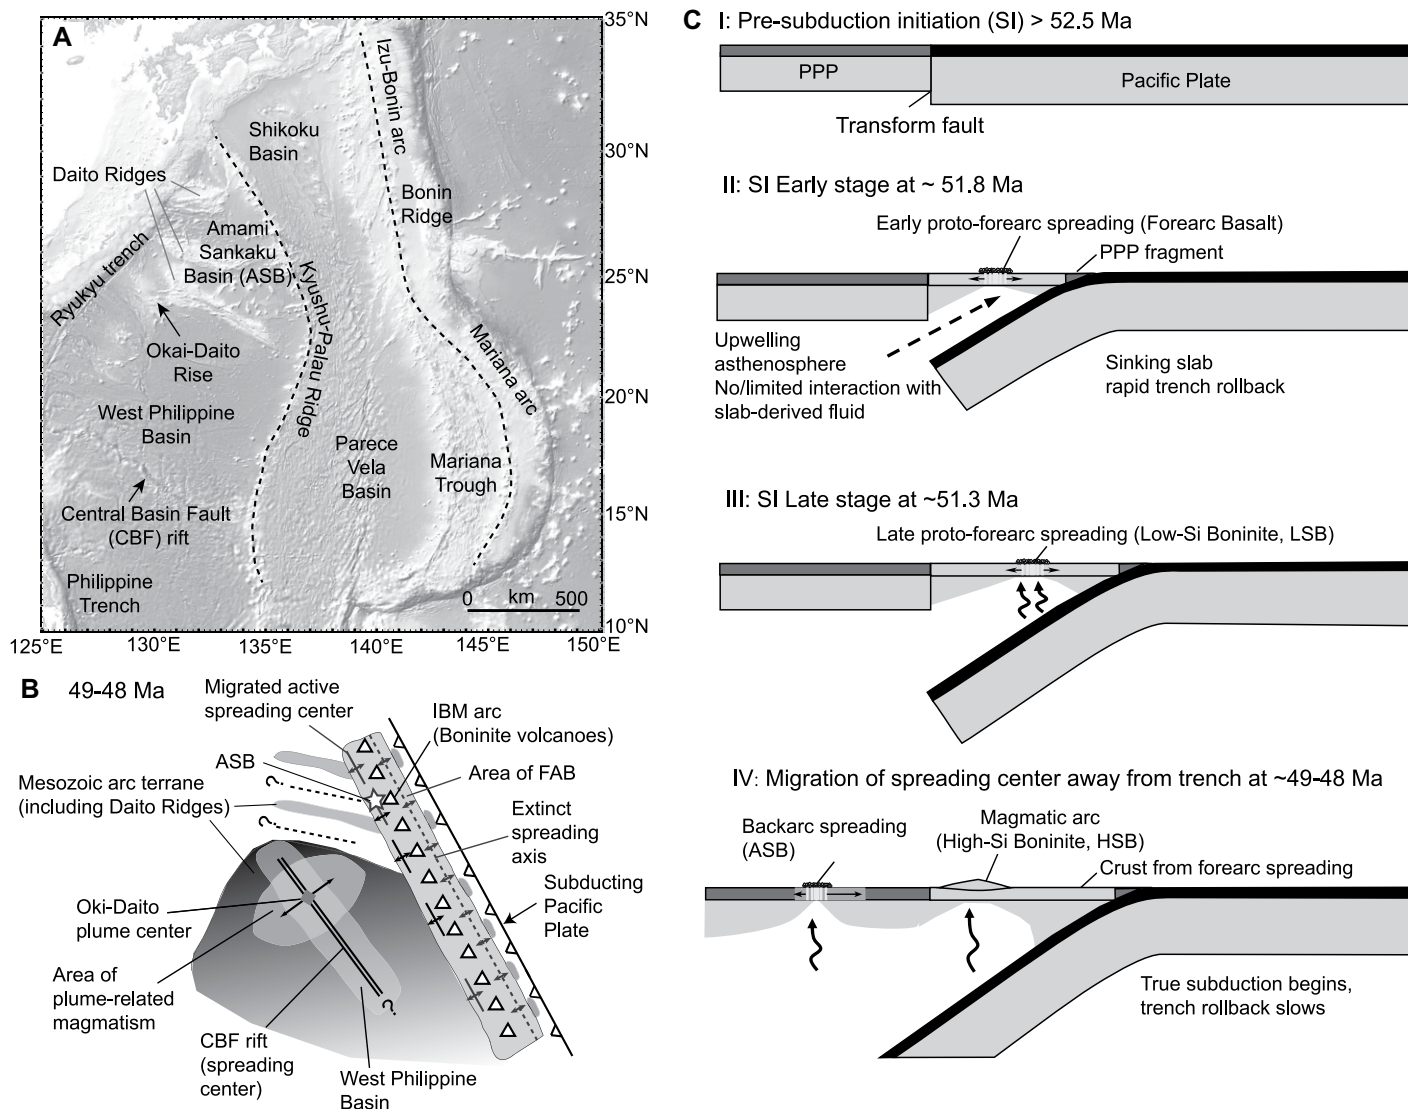 A
35°N
30°N
25°N
20°N
15°N
10°N
125°E
130°E
135°E
140°E
145°E
150°E
Izu-Bonin arc
Shikoku
Basin
Daito Ridges
Bonin
Ridge
Amami
Sankaku
Basin (ASB)
Ryukyu trench
Kyushu-Palau Ridge
Okai-Daito
Rise
Mariana arc
West Philippine
Basin
Parece
Vela
Basin
Mariana
Trough
Central Basin Fault
(CBF) rift
Philippine
Trench
0 km 500
B 49-48 Ma
Migrated active
spreading center
IBM arc
(Boninite volcanoes)
ASB
Area of FAB
Mesozoic arc terrane
(including Daito Ridges)
?
?
Extinct
spreading
axis
Subducting
Pacific
Plate
Oki-Daito
plume center
Area of
plume-related
magmatism
?
CBF rift
(spreading
center)
West Philippine
Basin
C I: Pre-subduction initiation (SI) > 52.5 Ma
PPP
Pacific Plate
Transform fault
II: SI Early stage at ~ 51.8 Ma
Early proto-forearc spreading (Forearc Basalt)
PPP fragment
Upwelling
asthenosphere
No/limited interaction with
slab-derived fluid
Sinking slab
rapid trench rollback
III: SI Late stage at ~51.3 Ma
Late proto-forearc spreading (Low-Si Boninite, LSB)
IV: Migration of spreading center away from trench at ~49-48 Ma
Backarc spreading
(ASB)
Magmatic arc
(High-Si Boninite, HSB)
Crust from forearc spreading
True subduction begins,
trench rollback slows